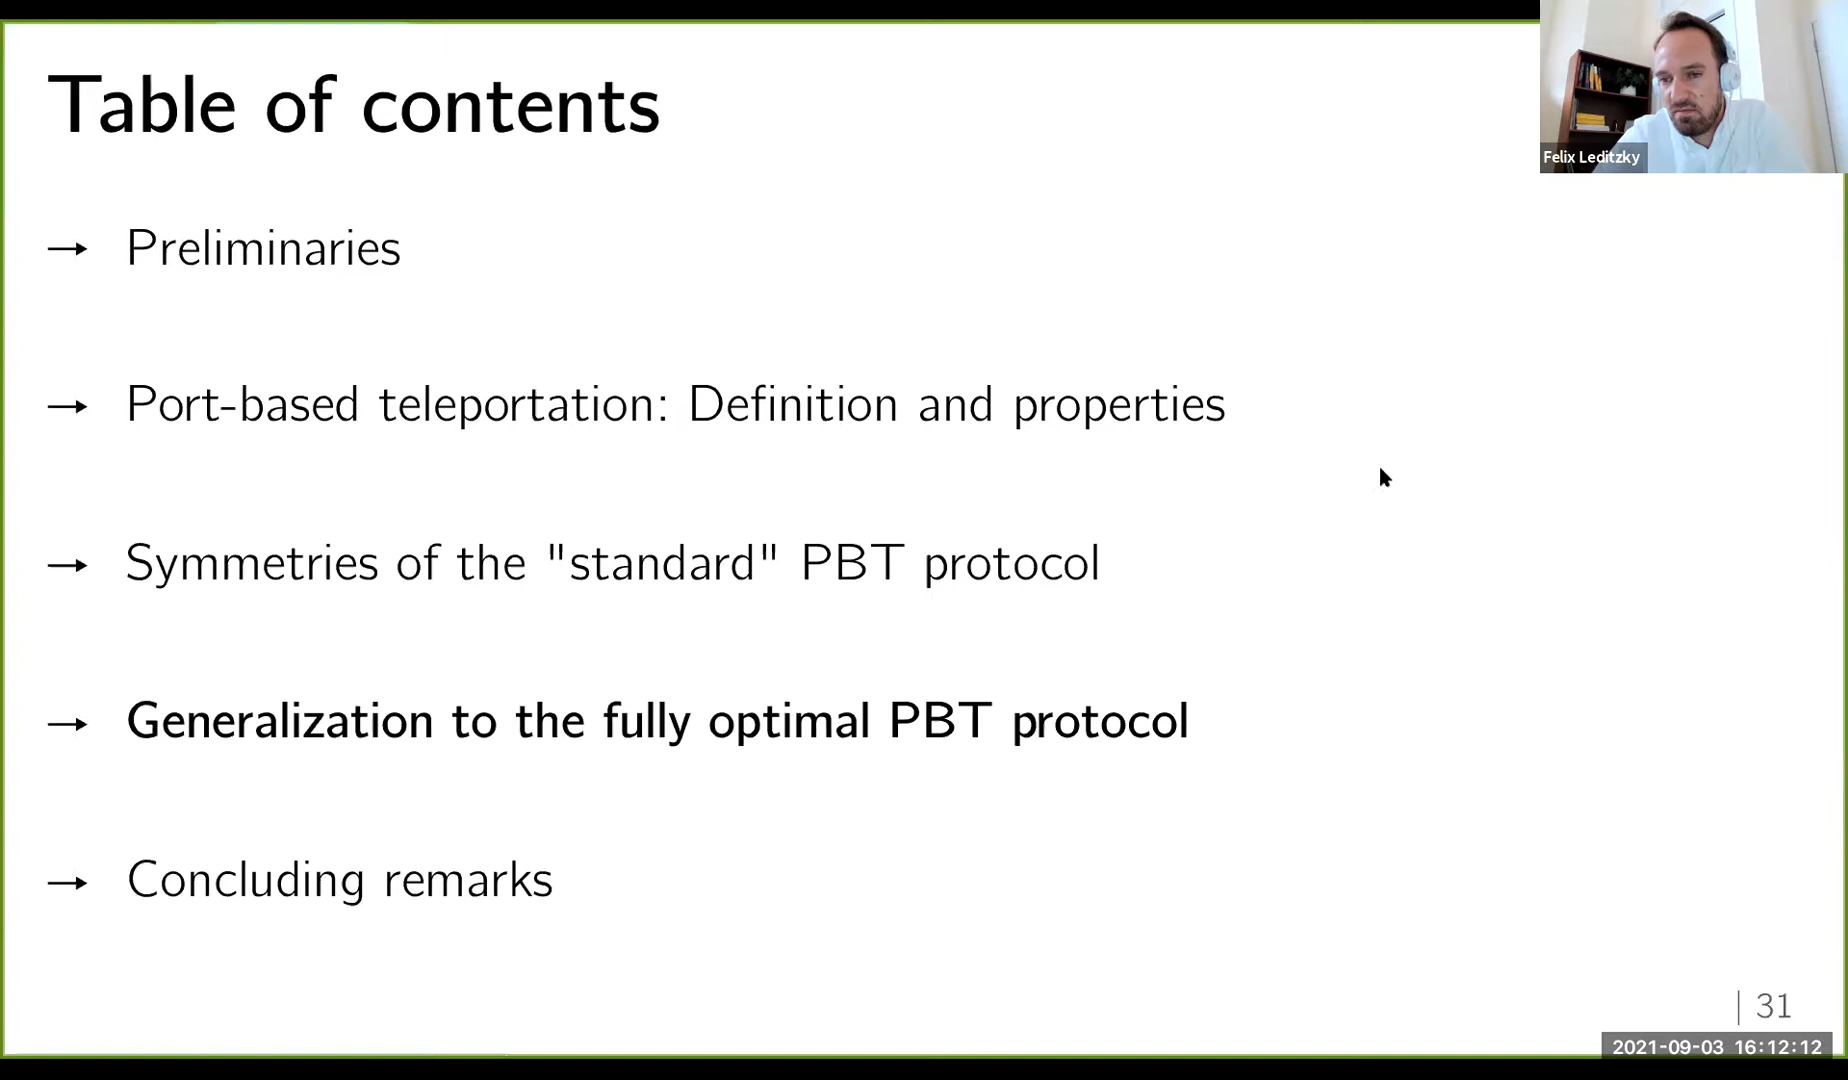 Table of contents
Felix Leditzky
→ Preliminaries
→ Port-based teleportation: Definition and properties
→ Symmetries of the "standard" PBT protocol
→ Generalization to the fully optimal PBT protocol
→ Concluding remarks
| 31
2021-09-03 16:12:12